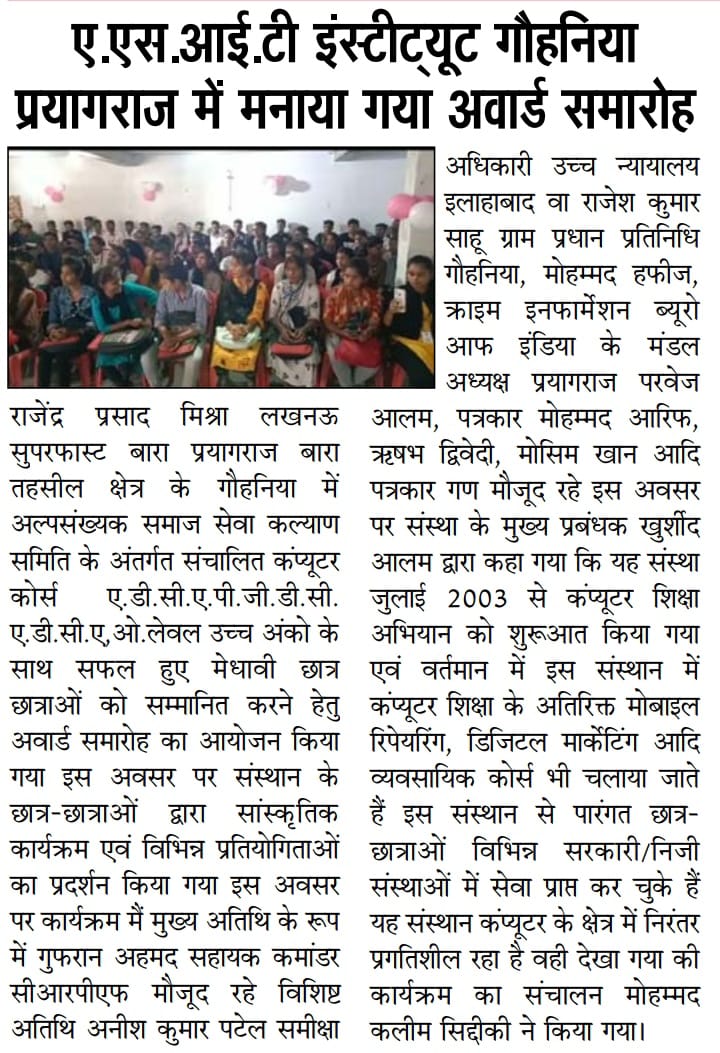 ए.एस.आई.टी इंस्टीट्यूट गौहनिया
प्रयागराज में मनाया गया अवार्ड समारोह
राजेंद्र प्रसाद मिश्रा लखनऊ
सुपरफास्ट बारा प्रयागराज बारा
तहसील क्षेत्र के गौहनिया में
अल्पसंख्यक समाज सेवा कल्याण
समिति के अंतर्गत संचालित कंप्यूटर
कोर्स ए.डी.सी.ए.पी.जी.डी.सी.
ए.डी.सी.ए,ओ.लेवल उच्च अंको के
साथ सफल हुए मेधावी छात्र
छात्राओं को सम्मानित करने हेतु
अवार्ड समारोह का आयोजन किया
गया इस अवसर पर संस्थान के
छात्र-छात्राओं द्वारा सांस्कृतिक
कार्यक्रम एवं विभिन्न प्रतियोगिताओं
का प्रदर्शन किया गया इस अवसर
पर कार्यक्रम मैं मुख्य अतिथि के रूप
में गुफरान अहमद सहायक कमांडर
सीआरपीएफ मौजूद रहे विशिष्ट
अतिथि अनीश कुमार पटेल समीक्षा
अधिकारी उच्च न्यायालय
इलाहाबाद वा राजेश कुमार
साहू ग्राम प्रधान प्रतिनिधि
गौहनिया, मोहम्मद हफीज,
क्राइम इनफार्मेशन ब्यूरो
आफ इंडिया के मंडल
अध्यक्ष प्रयागराज परवेज
आलम, पत्रकार मोहम्मद आरिफ,
ऋषभ द्विवेदी, मोसिम खान आदि
पत्रकार गण मौजूद रहे इस अवसर
पर संस्था के मुख्य प्रबंधक खुर्शीद
आलम द्वारा कहा गया कि यह संस्था
जुलाई 2003 से कंप्यूटर शिक्षा
अभियान को शुरूआत किया गया
एवं वर्तमान में इस संस्थान में
कंप्यूटर शिक्षा के अतिरिक्त मोबाइल
रिपेयरिंग, डिजिटल मार्केटिंग आदि
व्यवसायिक कोर्स भी चलाया जाते
हैं इस संस्थान से पारंगत छात्र-
छात्राओं विभिन्न सरकारी/निजी
संस्थाओं में सेवा प्राप्त कर चुके हैं
यह संस्थान कंप्यूटर के क्षेत्र में निरंतर
प्रगतिशील रहा है वही देखा गया की
कार्यक्रम का संचालन मोहम्मद
कलीम सिद्दीकी ने किया गया।